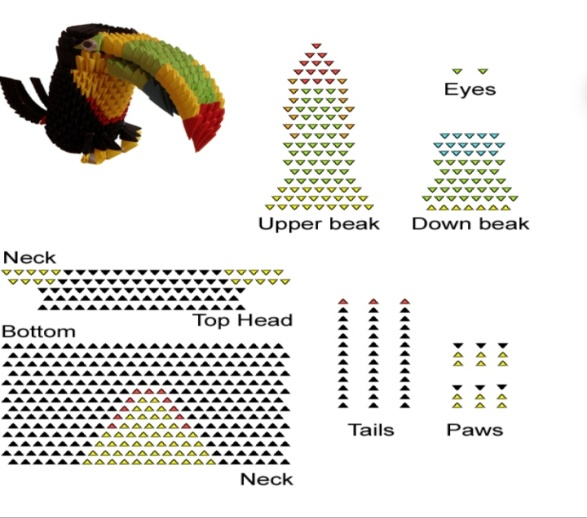 Eyes
Upper beak
Down beak
Neck
Top Head
Bottom
Tails
Paws
Neck